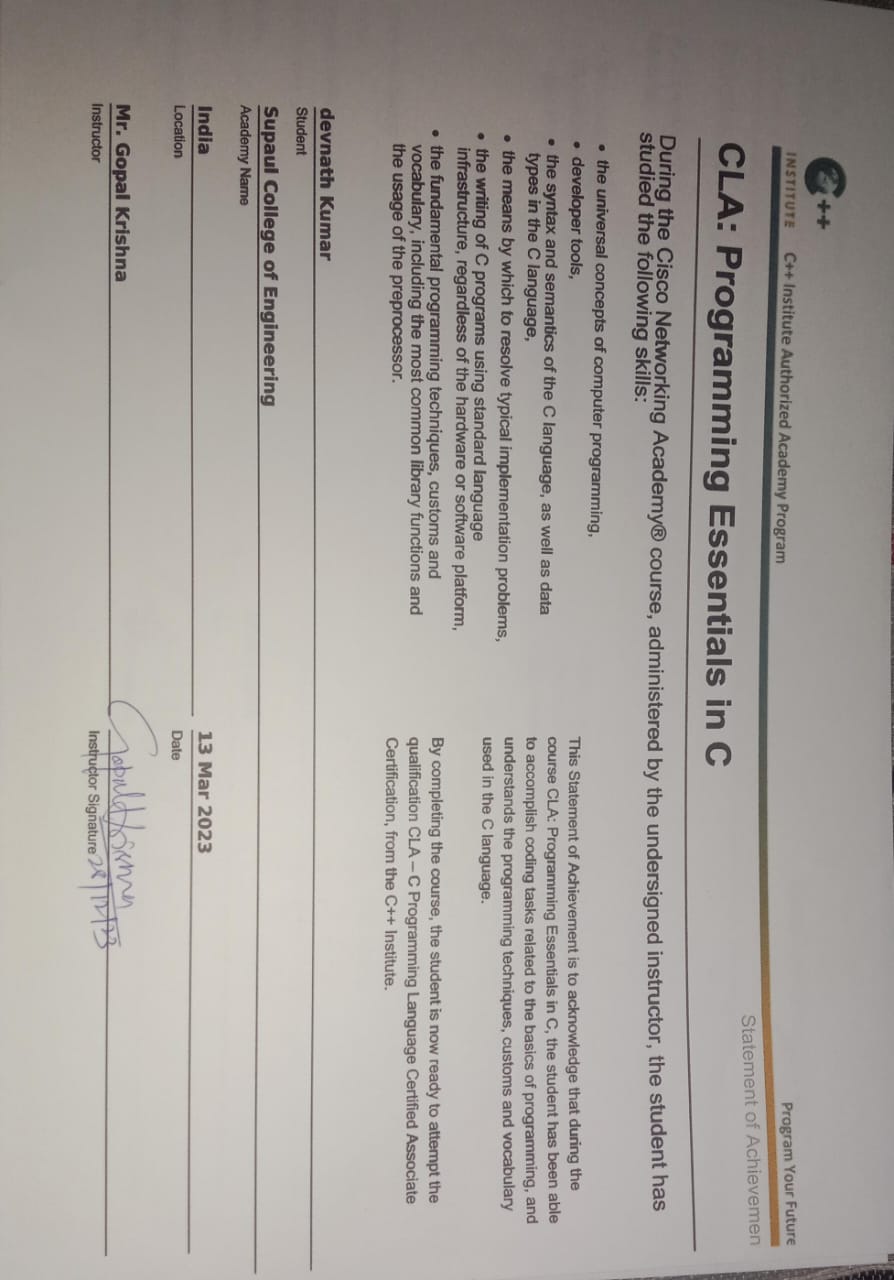 C++
INSTITUTE C++ Institute Authorized Academy Program Program Your Future
Statement of Achievemen
CLA: Programming Essentials in C
During the Cisco Networking Academy® course, administered by the undersigned instructor, the student has
studied the following skills:
• the universal concepts of computer programming,
• developer tools,
• the syntax and semantics of the C language, as well as data
types in the C language,
• the means by which to resolve typical implementation problems,
• the writing of C programs using standard language
infrastructure, regardless of the hardware or software platform,
• the fundamental programming techniques, customs and
vocabulary, including the most common library functions and
the usage of the preprocessor.
This Statement of Achievement is to acknowledge that during the
course CLA: Programming Essentials in C, the student has been able
to accomplish coding tasks related to the basics of programming, and
understands the programming techniques, customs and vocabulary
used in the C language.
By completing the course, the student is now ready to attempt the
qualification CLA – C Programming Language Certified Associate
Certification, from the C++ Institute.
devnath Kumar
Student
Supaul College of Engineering
Academy Name
India 13 Mar 2023
Location Date
Mr. Gopal Krishna Gopal Krishna
Instructor Instructor Signature 28/12/23